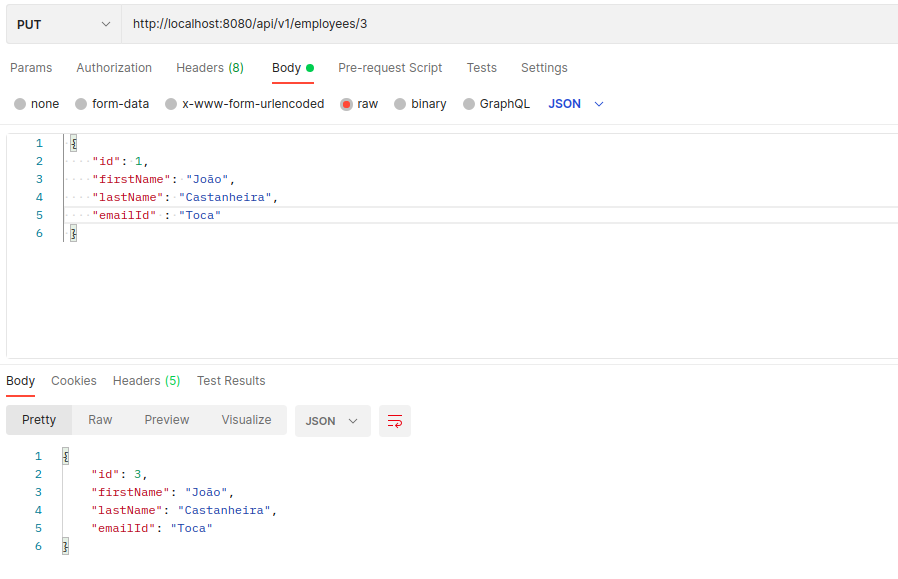 PUT http://localhost:8080/api/v1/employees/3
Params Authorization Headers (8) Body Pre-request Script Tests Settings
none form-data x-www-form-urlencoded raw binary GraphQL JSON
1 {
2 "id": 1,
3 "firstName": "João",
4 "lastName": "Castanheira",
5 "emailId" : "Toca"
6 }
Body Cookies Headers (5) Test Results
Pretty Raw Preview Visualize JSON
1 {
2 "id": 3,
3 "firstName": "João",
4 "lastName": "Castanheira",
5 "emailId": "Toca"
6 }